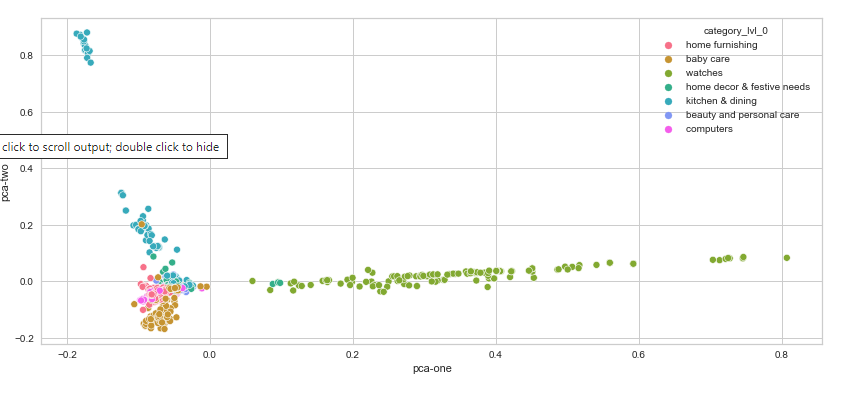 category_lvl_0
home furnishing
baby care
watches
home decor & festive needs
kitchen & dining
beauty and personal care
computers
0.8
0.6
click to scroll output; double click to hide
0.4
pca-two
0.2
0.0
−0.2
−0.2
0.0
0.2
0.4
0.6
0.8
pca-one